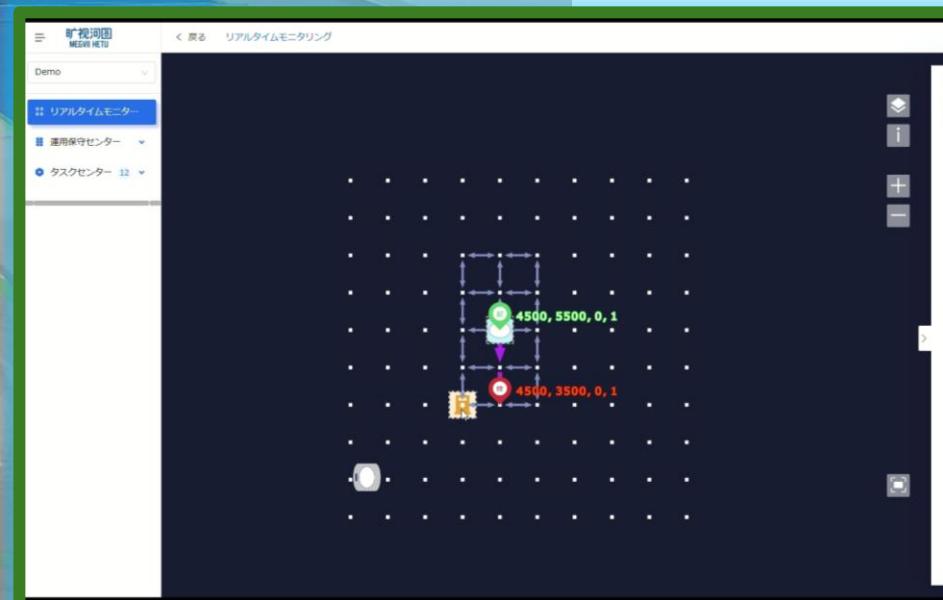 旷视河图
MEGVII HETU
< 戻る リアルタイムモニタリング
Demo
リアルタイムモニタ…
運用保守センター
タスクセンター 12
4500, 5500, 0, 1
4500, 3500, 0, 1